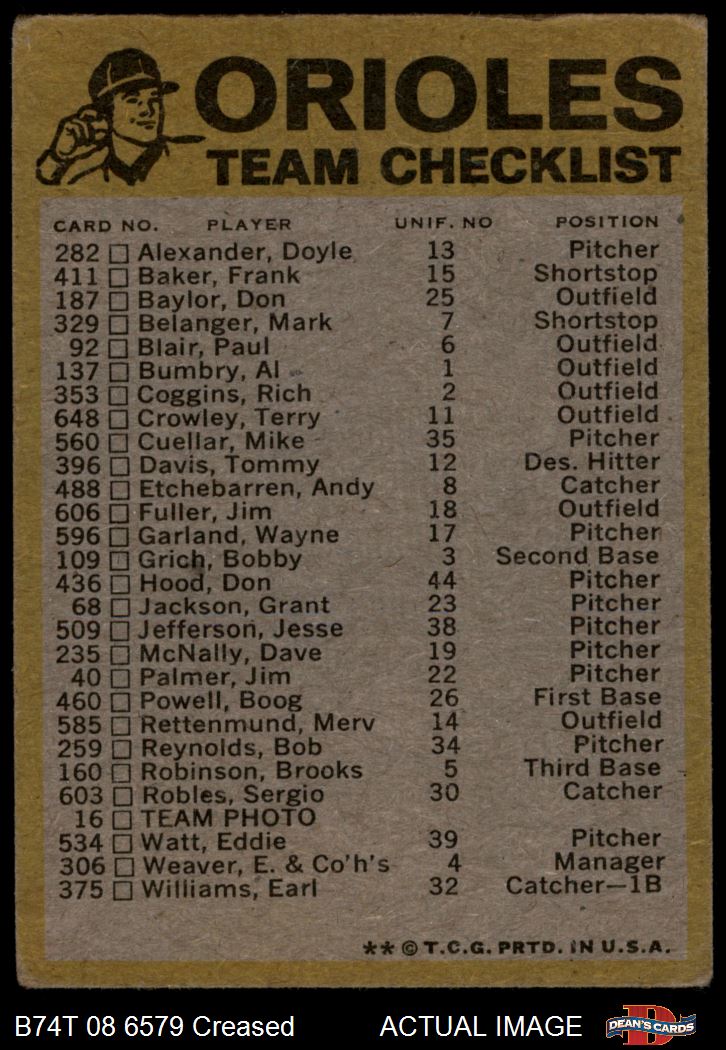 ORIOLES
TEAM CHECKLIST
CARD NO. PLAYER UNIF. NO POSITION
282 Alexander, Doyle 13 Pitcher
411 Baker, Frank 15 Shortstop
187 Baylor, Don 25 Outfield
329 Belanger, Mark 7 Shortstop
92 Blair, Paul 6 Outfield
137 Bumbry, Al 1 Outfield
353 Coggins, Rich 2 Outfield
648 Crowley, Terry 11 Outfield
560 Cuellar, Mike 35 Pitcher
396 Davis, Tommy 12 Des. Hitter
488 Etchebarren, Andy 8 Catcher
606 Fuller, Jim 18 Outfield
596 Garland, Wayne 17 Pitcher
109 Grich, Bobby 3 Second Base
436 Hood, Don 44 Pitcher
68 Jackson, Grant 23 Pitcher
509 Jefferson, Jesse 38 Pitcher
235 McNally, Dave 19 Pitcher
40 Palmer, Jim 22 Pitcher
460 Powell, Boog 26 First Base
585 Rettenmund, Merv 14 Outfield
259 Reynolds, Bob 34 Pitcher
160 Robinson, Brooks 5 Third Base
603 Robles, Sergio 30 Catcher
16 TEAM PHOTO
534 Watt, Eddie 39 Pitcher
306 Weaver, E. & Co'h's 4 Manager
375 Williams, Earl 32 Catcher—1B
** © T.C.G. PRTD. IN U.S.A.
B74T 08 6579 Creased ACTUAL IMAGE DEAN'S CARDS